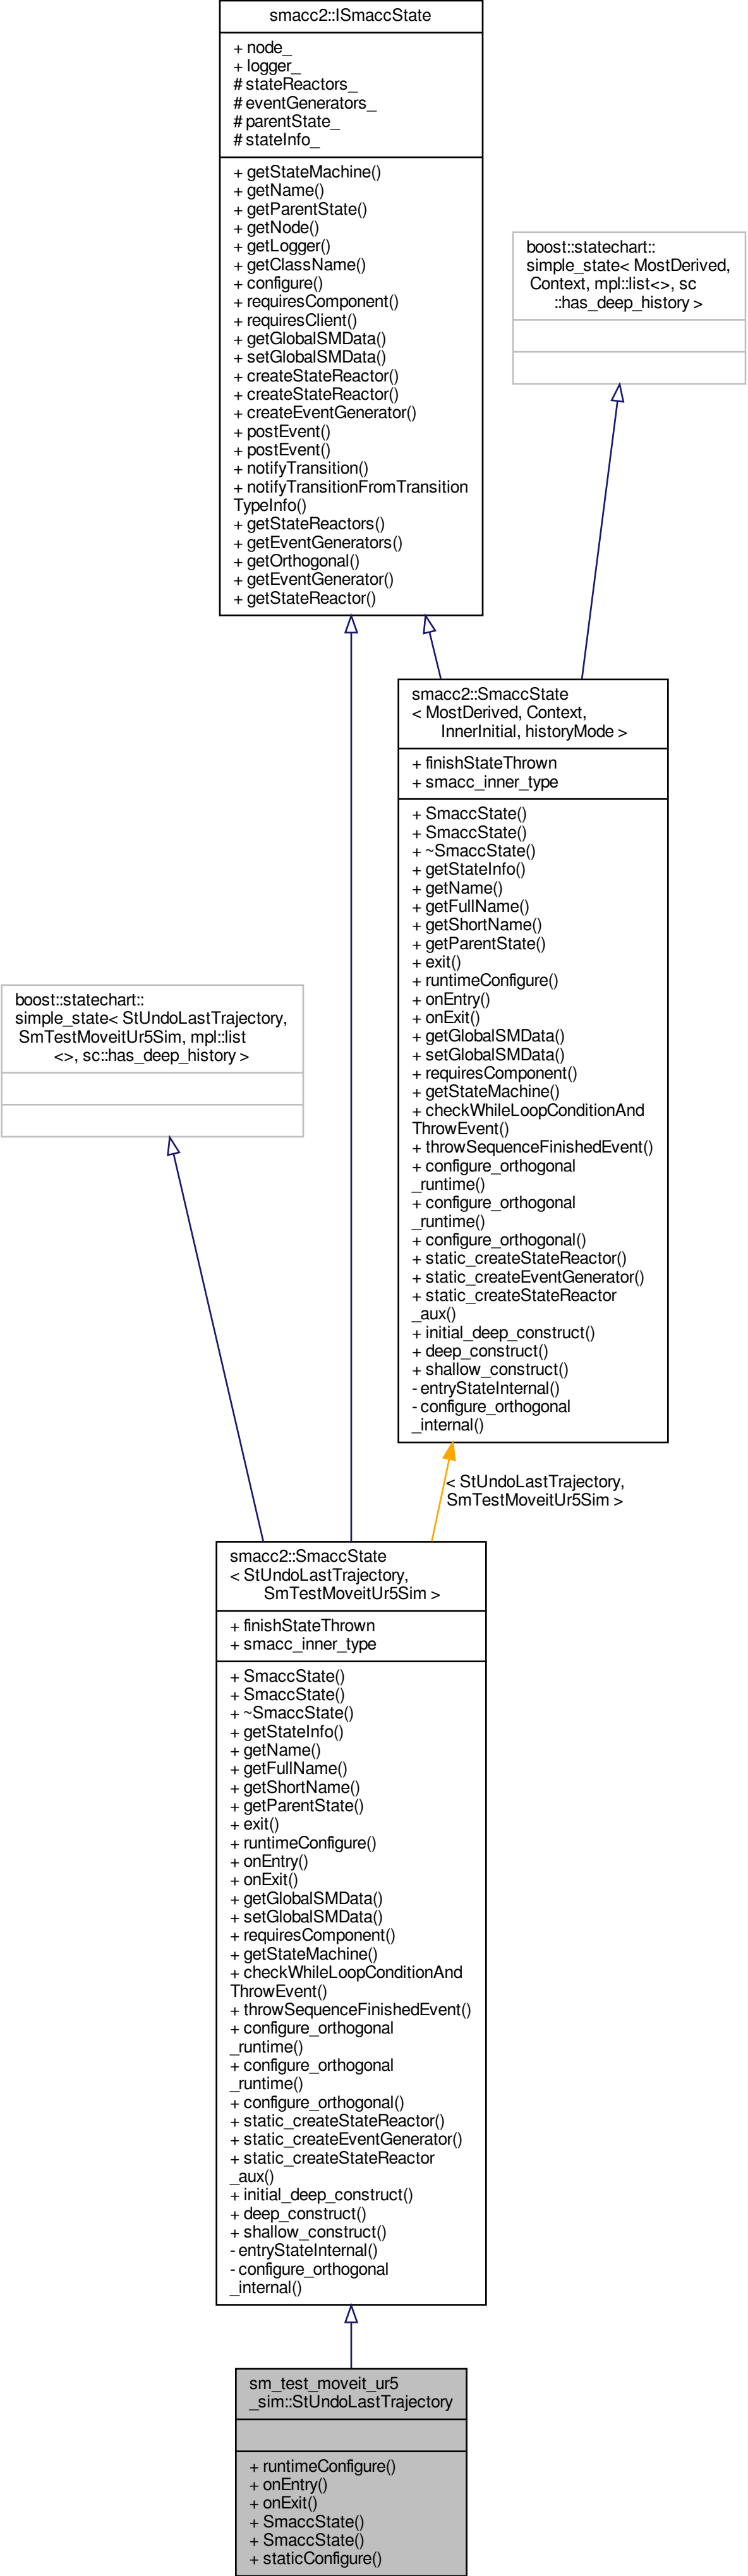 smacc2::ISmaccState
+ node_
+ logger_
# stateReactors_
# eventGenerators_
# parentState_
# stateInfo_
+ getStateMachine()
+ getName()
+ getParentState()
+ getNode()
+ getLogger()
+ getClassName()
+ configure()
+ requiresComponent()
+ requiresClient()
+ getGlobalSMData()
+ setGlobalSMData()
+ createStateReactor()
+ createStateReactor()
+ createEventGenerator()
+ postEvent()
+ postEvent()
+ notifyTransition()
+ notifyTransitionFromTransition
TypeInfo()
+ getStateReactors()
+ getEventGenerators()
+ getOrthogonal()
+ getEventGenerator()
+ getStateReactor()
boost::statechart::
simple_state< MostDerived,
Context, mpl::list<>, sc
::has_deep_history >
smacc2::SmaccState
< MostDerived, Context,
InnerInitial, historyMode >
+ finishStateThrown
+ smacc_inner_type
+ SmaccState()
+ SmaccState()
+ ~SmaccState()
+ getStateInfo()
+ getName()
+ getFullName()
+ getShortName()
+ getParentState()
+ exit()
+ runtimeConfigure()
+ onEntry()
+ onExit()
+ getGlobalSMData()
+ setGlobalSMData()
+ requiresComponent()
+ getStateMachine()
+ checkWhileLoopConditionAnd
ThrowEvent()
+ throwSequenceFinishedEvent()
+ configure_orthogonal
_runtime()
+ configure_orthogonal
_runtime()
+ configure_orthogonal()
+ static_createStateReactor()
+ static_createEventGenerator()
+ static_createStateReactor
_aux()
+ initial_deep_construct()
+ deep_construct()
+ shallow_construct()
- entryStateInternal()
- configure_orthogonal
_internal()
boost::statechart::
simple_state< StUndoLastTrajectory,
SmTestMoveitUr5Sim, mpl::list
<>, sc::has_deep_history >
< StUndoLastTrajectory,
SmTestMoveitUr5Sim >
smacc2::SmaccState
< StUndoLastTrajectory,
SmTestMoveitUr5Sim >
+ finishStateThrown
+ smacc_inner_type
+ SmaccState()
+ SmaccState()
+ ~SmaccState()
+ getStateInfo()
+ getName()
+ getFullName()
+ getShortName()
+ getParentState()
+ exit()
+ runtimeConfigure()
+ onEntry()
+ onExit()
+ getGlobalSMData()
+ setGlobalSMData()
+ requiresComponent()
+ getStateMachine()
+ checkWhileLoopConditionAnd
ThrowEvent()
+ throwSequenceFinishedEvent()
+ configure_orthogonal
_runtime()
+ configure_orthogonal
_runtime()
+ configure_orthogonal()
+ static_createStateReactor()
+ static_createEventGenerator()
+ static_createStateReactor
_aux()
+ initial_deep_construct()
+ deep_construct()
+ shallow_construct()
- entryStateInternal()
- configure_orthogonal
_internal()
sm_test_moveit_ur5
_sim::StUndoLastTrajectory
+ runtimeConfigure()
+ onEntry()
+ onExit()
+ SmaccState()
+ SmaccState()
+ staticConfigure()